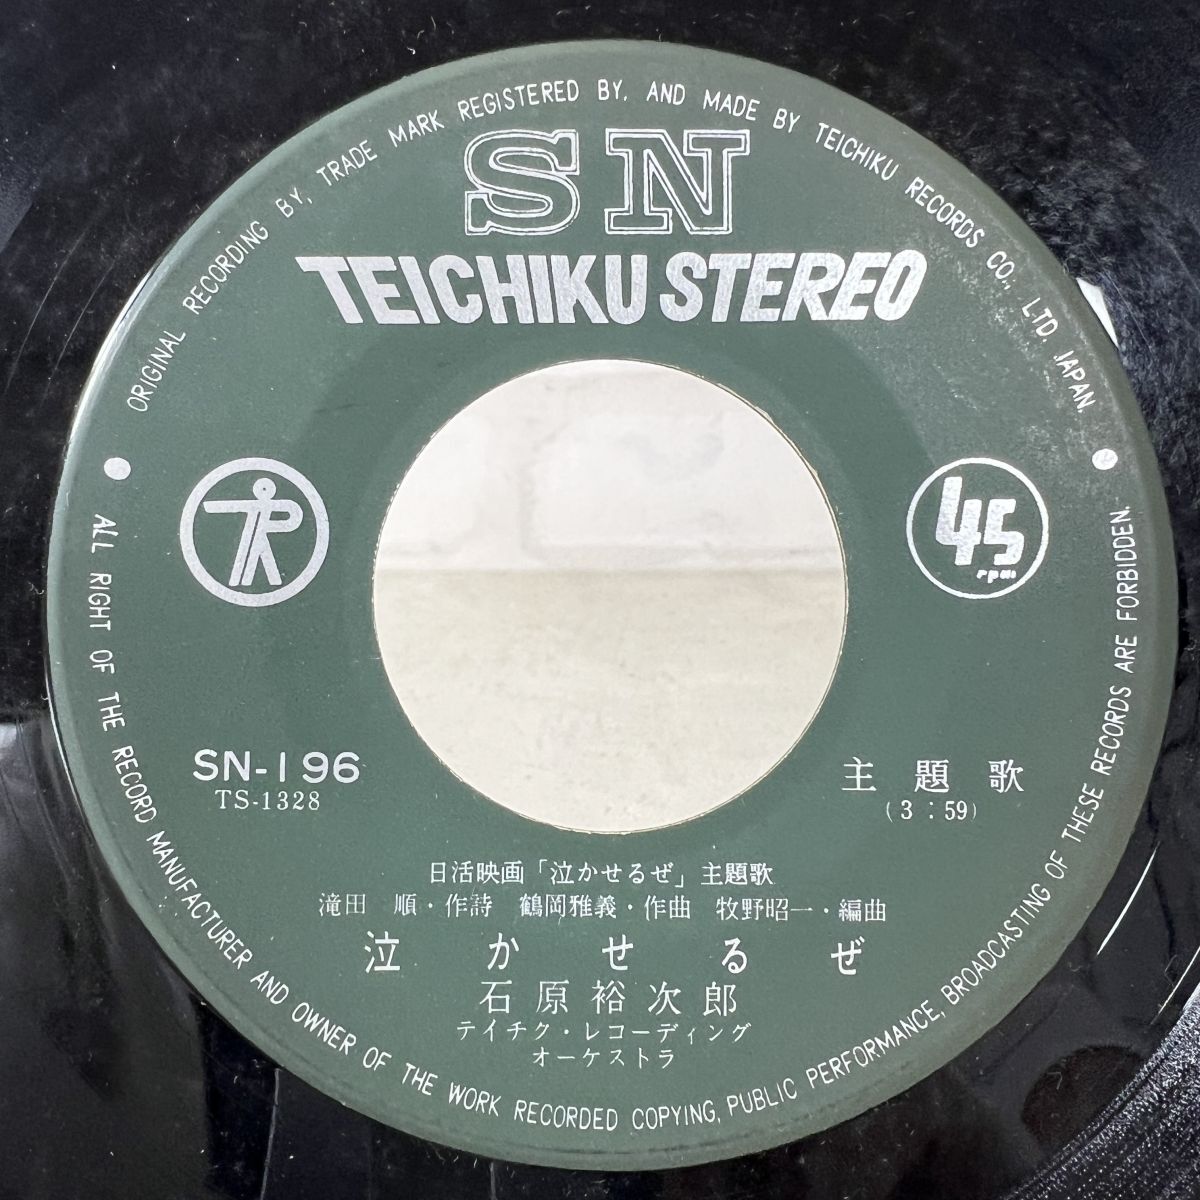 ORIGINAL RECORDING BY, TRADE MARK REGISTERED BY, AND MADE BY TEICHIKU RECORDS CO., LTD. JAPAN.
SN
TEICHIKU STEREO
TR
45
rpm
SN-196
TS-1328
主題歌
(3:59)
日活映画「泣かせるぜ」主題歌
滝田 順・作詩 鶴岡雅義・作曲 牧野昭一・編曲
泣かせるぜ
石原裕次郎
テイチク・レコーディング
オーケストラ
ALL RIGHT OF THE RECORD MANUFACTURER AND OWNER OF THE WORK RECORDED COPYING, PUBLIC PERFORMANCE, BROADCASTING OF THESE RECORDS ARE FORBIDDEN.